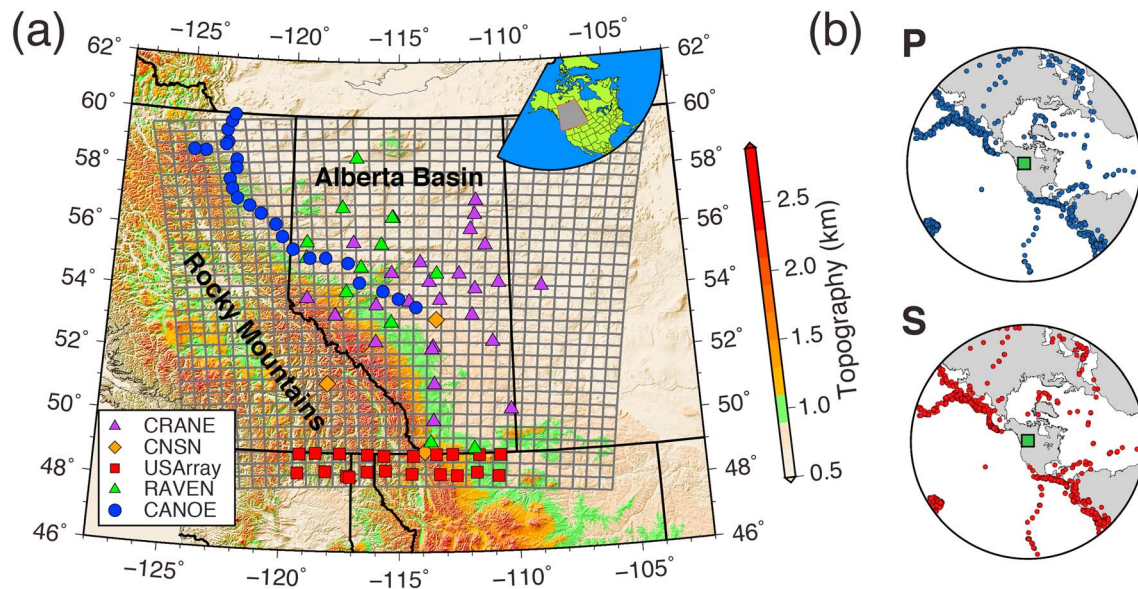 (a)
−125° −120° −115° −110° −105°
62° 62°
60° 60°
58° 58°
56° 56°
54° 54°
52° 52°
50° 50°
48° 48°
46° 46°
−125° −120° −115° −110° −105°
Alberta Basin
Rocky Mountains
CRANE
CNSN
USArray
RAVEN
CANOE
2.5
2.0
1.5
1.0
0.5
Topography (km)
(b)
P
S